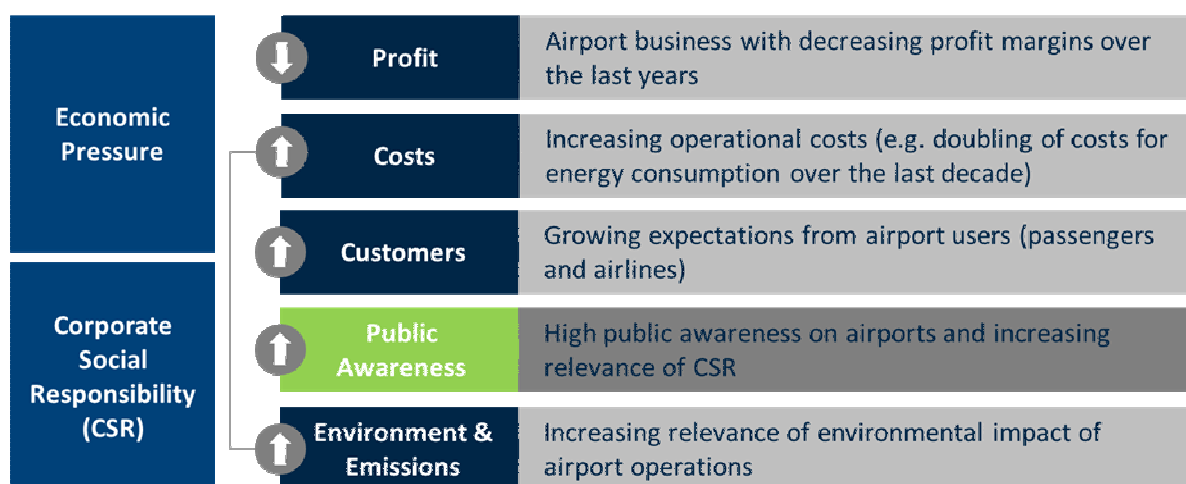 Economic
Pressure
Corporate
Social
Responsibility
(CSR)
Profit
Airport business with decreasing profit margins over
the last years
Costs
Increasing operational costs (e.g. doubling of costs for
energy consumption over the last decade)
Customers
Growing expectations from airport users (passengers
and airlines)
Public
Awareness
High public awareness on airports and increasing
relevance of CSR
Environment &
Emissions
Increasing relevance of environmental impact of
airport operations